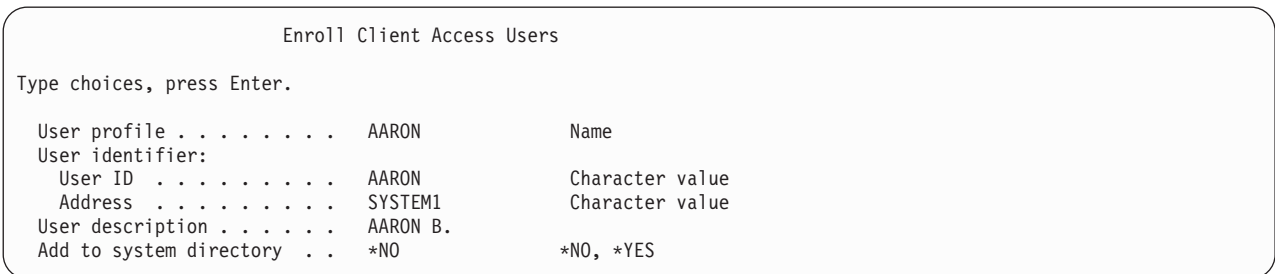 Enroll Client Access Users
Type choices, press Enter.
User profile . . . . . . . . AARON Name
User identifier:
User ID . . . . . . . . . AARON Character value
Address . . . . . . . . . SYSTEM1 Character value
User description . . . . . . AARON B.
Add to system directory . . *NO *NO, *YES